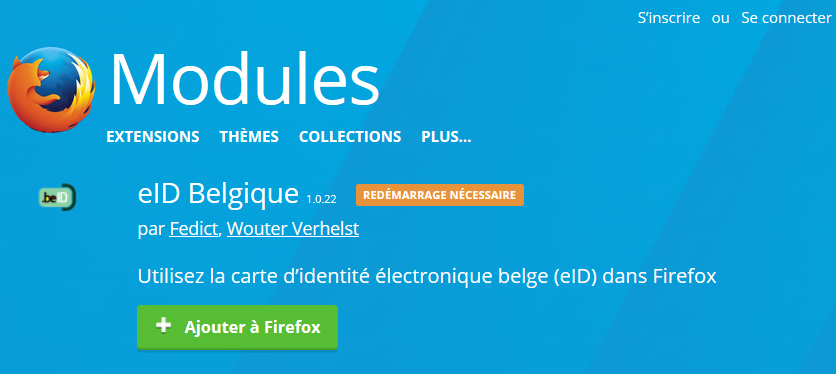 S'inscrire ou Se connecter
Modules
EXTENSIONS THÈMES COLLECTIONS PLUS...
.beID
eID Belgique 1.0.22 REDÉMARRAGE NÉCESSAIRE
par Fedict, Wouter Verhelst
Utilisez la carte d'identité électronique belge (eID) dans Firefox
+ Ajouter à Firefox